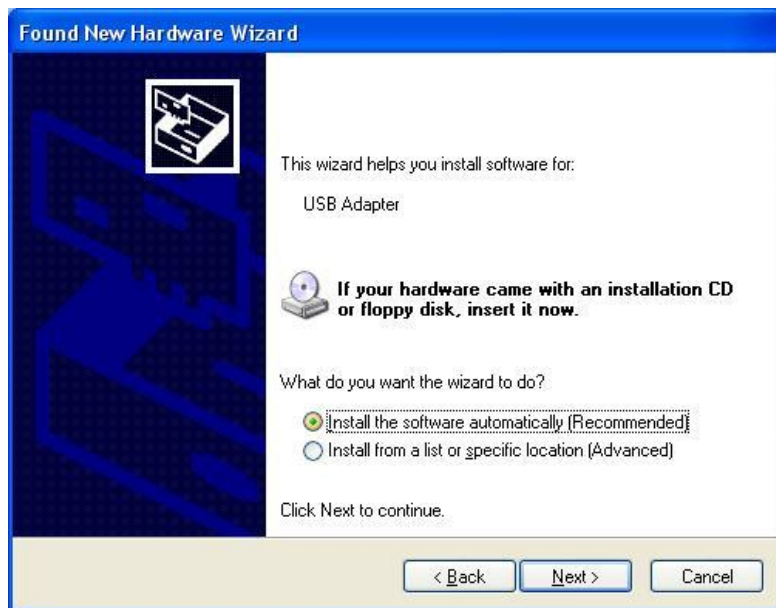 Found New Hardware Wizard
This wizard helps you install software for:
USB Adapter
If your hardware came with an installation CD
or floppy disk, insert it now.
What do you want the wizard to do?
Install the software automatically (Recommended)
Install from a list or specific location (Advanced)
Click Next to continue.
< Back Next > Cancel